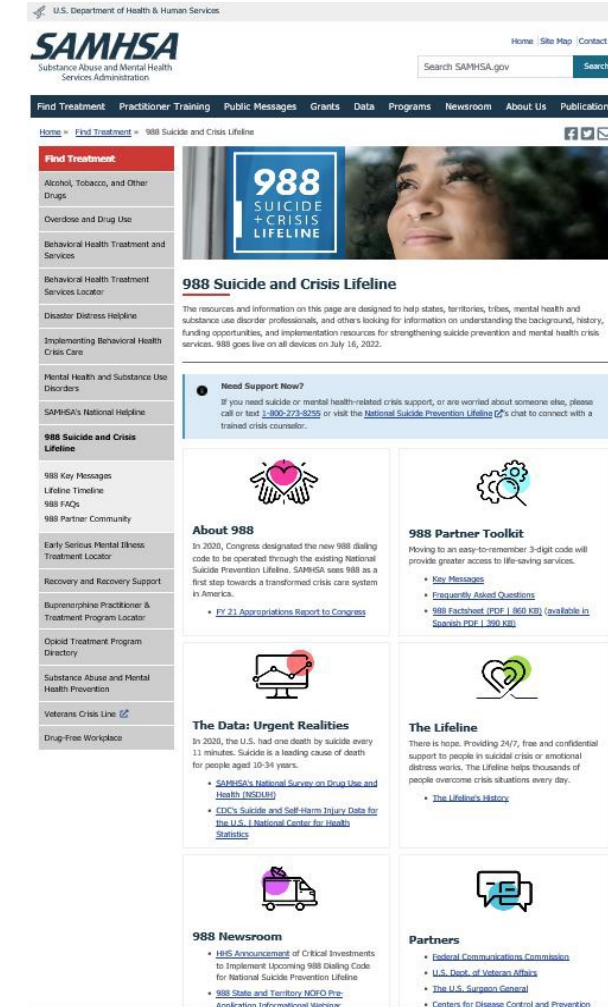 U.S. Department of Health & Human Services
SAMHSA
Substance Abuse and Mental Health
Services Administration
Home Site Map Contact
Search SAMHSA.gov
Search
Find Treatment Practitioner Training Public Messages Grants Data Programs Newsroom About Us Publication
Home » Find Treatment » 988 Suicide and Crisis Lifeline
Find Treatment
Alcohol, Tobacco, and Other
Drugs
Overdose and Drug Use
Behavioral Health Treatment and
Services
Behavioral Health Treatment
Services Locator
Disaster Distress Helpline
Implementing Behavioral Health
Crisis Care
Mental Health and Substance Use
Disorders
SAMHSA's National Helpline
988 Suicide and Crisis
Lifeline
988 Key Messages
Lifeline Timeline
988 FAQs
988 Partner Community
Early Serious Mental Illness
Treatment Locator
Recovery and Recovery Support
Buprenorphine Practitioner &
Treatment Program Locator
Opioid Treatment Program
Directory
Substance Abuse and Mental
Health Prevention
Veterans Crisis Line
Drug-Free Workplace
988
SUICIDE
+CRISIS
LIFELINE
988 Suicide and Crisis Lifeline
The resources and information on this page are designed to help states, territories, tribes, mental health and
substance use disorder professionals, and others looking for information on understanding the background, history,
funding opportunities, and implementation resources for strengthening suicide prevention and mental health crisis
services. 988 goes live on all devices on July 16, 2022.
Need Support Now?
If you need suicide or mental health-related crisis support, or are worried about someone else, please
call or text 1-800-273-8255 or visit the National Suicide Prevention Lifeline's chat to connect with a
trained crisis counselor.
About 988
In 2020, Congress designated the new 988 dialing
code to be operated through the existing National
Suicide Prevention Lifeline. SAMHSA sees 988 as a
first step towards a transformed crisis care system
in America.
• FY 21 Appropriations Report to Congress
988 Partner Toolkit
Moving to an easy-to-remember 3-digit code will
provide greater access to life-saving services.
• Key Messages
• Frequently Asked Questions
• 988 Factsheet (PDF | 860 KB) (available in
Spanish PDF | 390 KB)
The Data: Urgent Realities
In 2020, the U.S. had one death by suicide every
11 minutes. Suicide is a leading cause of death
for people aged 10-34 years.
• SAMHSA's National Survey on Drug Use and
Health (NSDUH)
• CDC's Suicide and Self-Harm Injury Data for
the U.S. | National Center for Health
Statistics
The Lifeline
There is hope. Providing 24/7, free and confidential
support to people in suicidal crisis or emotional
distress works. The Lifeline helps thousands of
people overcome crisis situations every day.
• The Lifeline's History
988 Newsroom
• HHS Announcement of Critical Investments
to Implement Upcoming 988 Dialing Code
for National Suicide Prevention Lifeline
• 988 State and Territory NOFO Pre-
Application Informational Webinar
Partners
• Federal Communications Commission
• U.S. Dept. of Veteran Affairs
• The U.S. Surgeon General
• Centers for Disease Control and Prevention